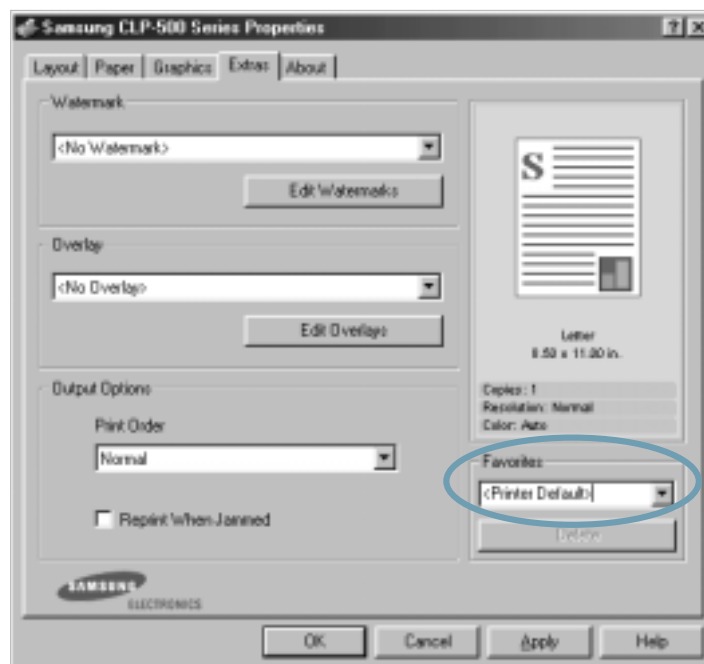 Samsung CLP-500 Series Properties
Layout Paper Graphics Extras About
Watermark
<No Watermark>
Edit Watermarks
Overlay
<No Overlay>
Edit Overlays
Output Options
Print Order
Normal
Reprint When Jammed
S
Letter
8.50 x 11.00 in.
Copies: 1
Resolution: Normal
Color: Auto
Favorites
<Printer Default>
Delete
SAMSUNG
ELECTRONICS
OK Cancel Apply Help